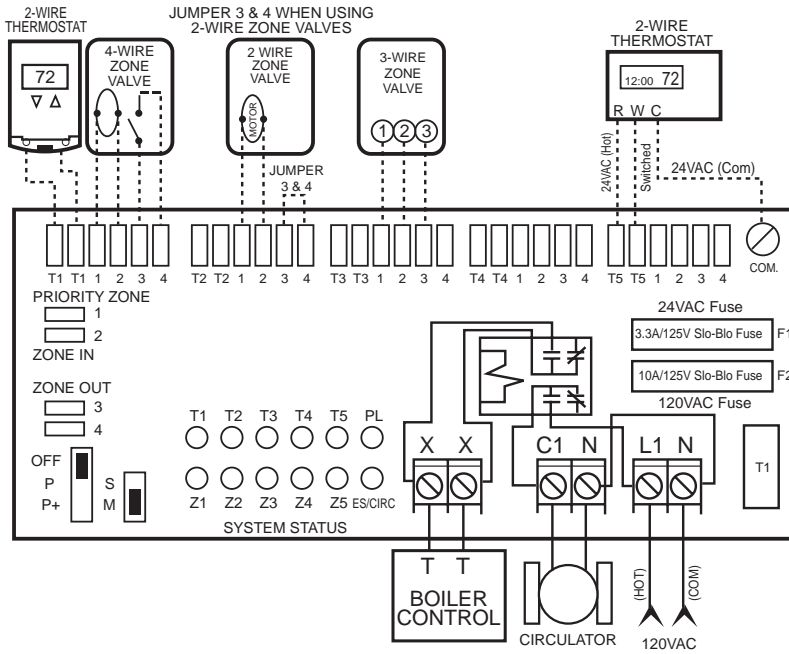 2-WIRE
THERMOSTAT
JUMPER 3 & 4 WHEN USING
2-WIRE ZONE VALVES
2-WIRE
THERMOSTAT
72
4-WIRE
ZONE
VALVE
2 WIRE
ZONE
VALVE
MOTOR
3-WIRE
ZONE
VALVE
1 2 3
12:00 72
R W C
JUMPER
3 & 4
24VAC (Hot)
Switched
24VAC (Com)
T1 T1 1 2 3 4
T2 T2 1 2 3 4
T3 T3 1 2 3 4
T4 T4 1 2 3 4
T5 T5 1 2 3 4
COM.
PRIORITY ZONE
1
2
ZONE IN
ZONE OUT
3
4
24VAC Fuse
3.3A/125V Slo-Blo Fuse F1
10A/125V Slo-Blo Fuse F2
120VAC Fuse
OFF
P
P+
S
M
T1 T2 T3 T4 T5 PL
Z1 Z2 Z3 Z4 Z5 ES/CIRC
SYSTEM STATUS
X X
C1 N
L1 N
T1
T T
BOILER
CONTROL
CIRCULATOR
(HOT)
(COM)
120VAC